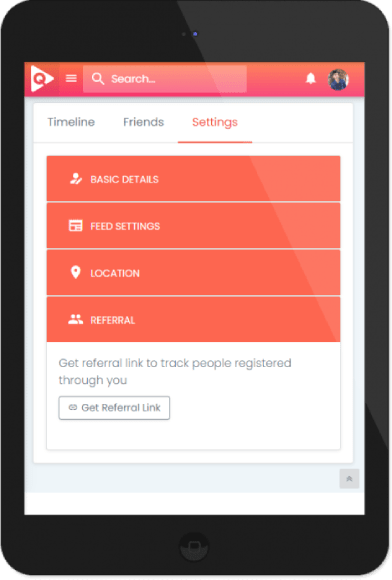 Q
Search...
Timeline Friends Settings
BASIC DETAILS
FEED SETTINGS
LOCATION
REFERRAL
Get referral link to track people registered
through you
Get Referral Link